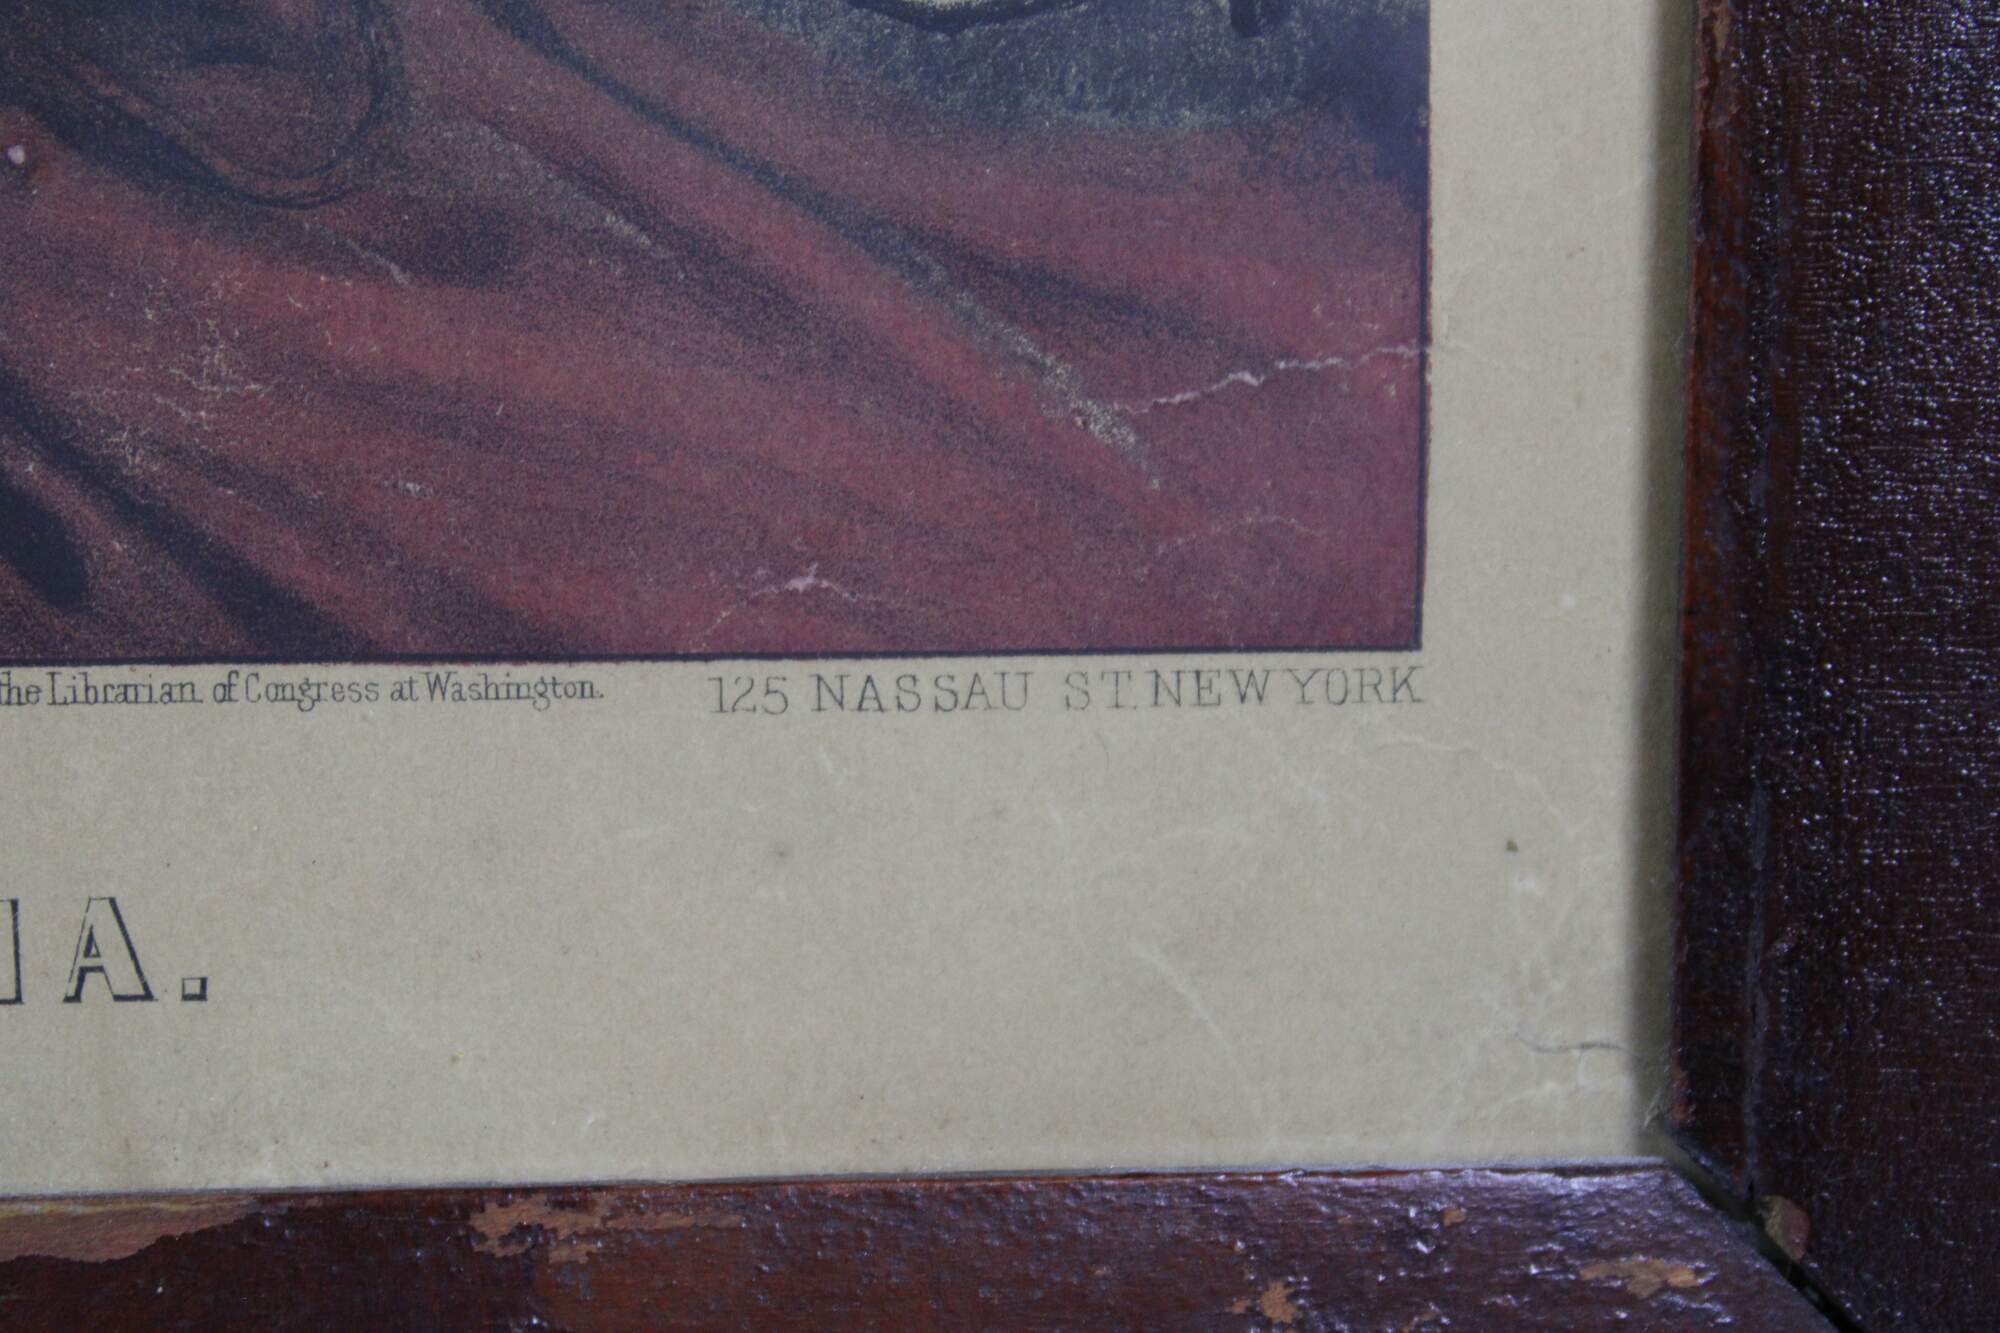 the Librarian of Congress at Washington. 125 NASSAU ST. NEW YORK
IA.